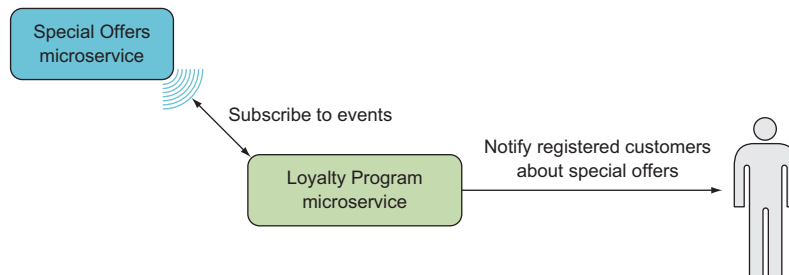 Special Offers
microservice
Subscribe to events
Loyalty Program
microservice
Notify registered customers
about special offers